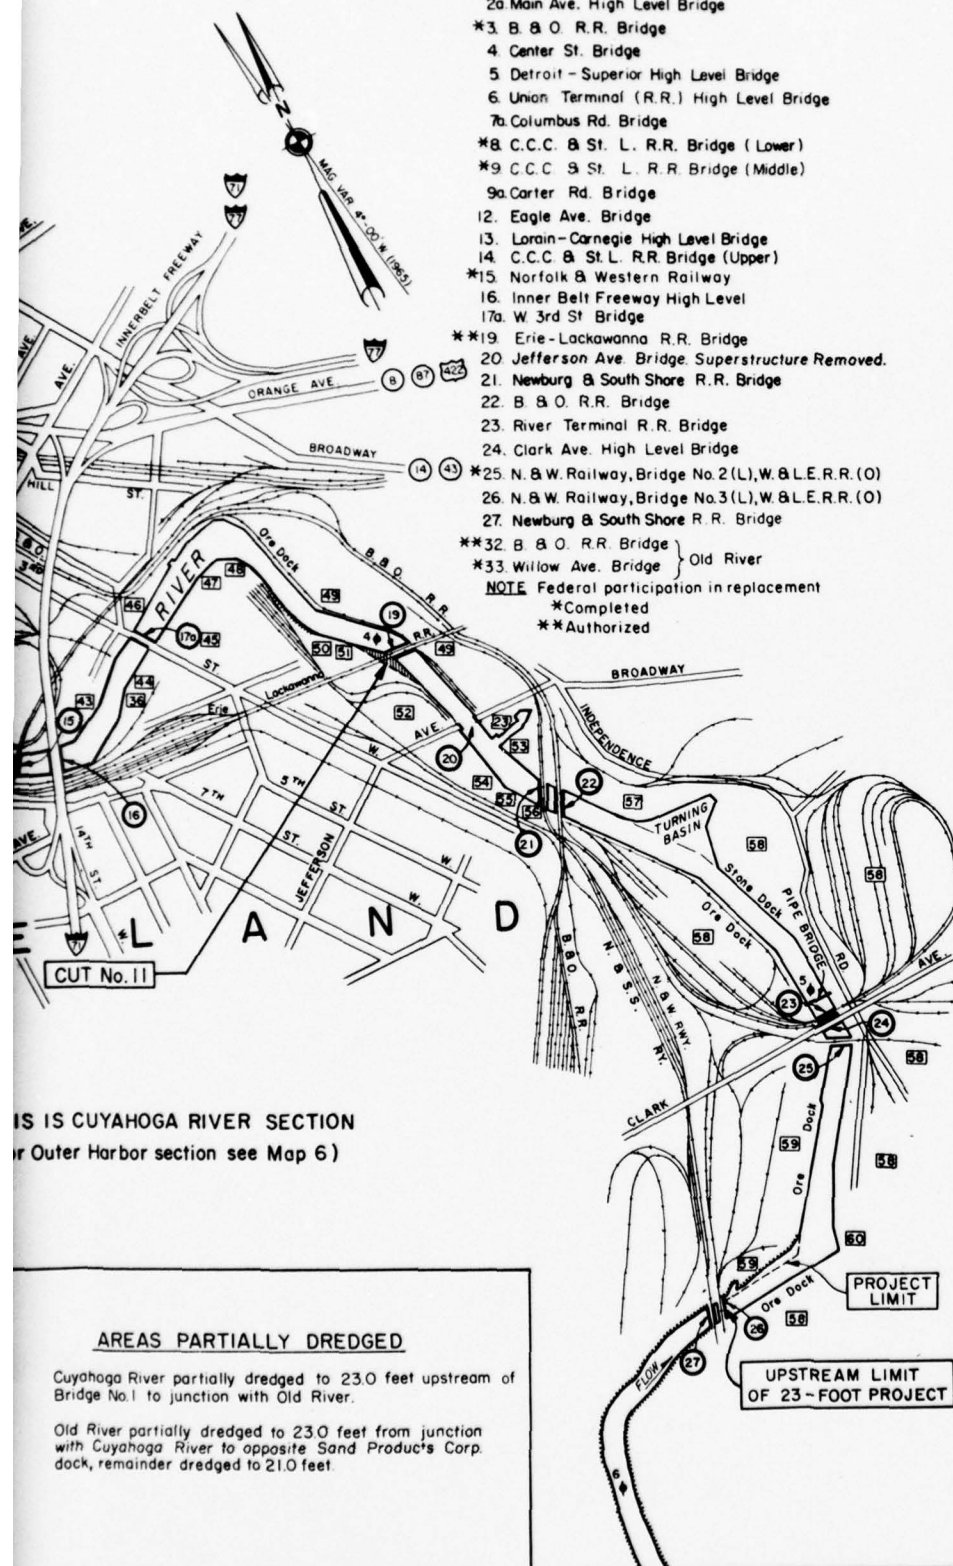 2a. Main Ave. High Level Bridge
*3. B. & O. R.R. Bridge
4. Center St. Bridge
5. Detroit - Superior High Level Bridge
6. Union Terminal (R.R.) High Level Bridge
7a. Columbus Rd. Bridge
*8. C.C.C. & St. L. R.R. Bridge (Lower)
*9. C.C.C. & St. L. R.R. Bridge (Middle)
9a. Carter Rd. Bridge
12. Eagle Ave. Bridge
13. Lorain-Carnegie High Level Bridge
14. C.C.C. & St. L. R.R. Bridge (Upper)
*15. Norfolk & Western Railway
16. Inner Belt Freeway High Level
17a. W. 3rd St Bridge
**19. Erie-Lackawanna R.R. Bridge
20. Jefferson Ave. Bridge. Superstructure Removed.
21. Newburg & South Shore R.R. Bridge
22. B. & O. R.R. Bridge
23. River Terminal R.R. Bridge
24. Clark Ave. High Level Bridge
*25. N. & W. Railway, Bridge No. 2 (L), W. & L.E. R.R. (O)
26. N. & W. Railway, Bridge No. 3 (L), W. & L.E. R.R. (O)
27. Newburg & South Shore R.R. Bridge
**32. B. & O. R.R. Bridge
*33. Willow Ave. Bridge
Old River
NOTE Federal participation in replacement
*Completed
**Authorized
N
MAG VAR 4°-00' W (1965)
71
77
INNERBELT FREEWAY
VE.
AVE.
AVE.
77
ORANGE AVE.
8
87
422
BROADWAY
14
43
HILL
ST.
& O.
3RD
ST.
RIVER
Ore Dock
B. & O. R R
46
47
48
49
19
4
R.R.
49
17a
45
50
51
44
43
36
15
Erie Lackawanna
52
W.
AVE.
20
23
53
54
55
56
21
22
BROADWAY
INDEPENDENCE
RD
57
TURNING
BASIN
58
58
58
Stone Dock
Ore Dock
PIPE BRIDGE
5
23
24
25
AVE.
CLARK
58
58
16
7TH
ST.
5TH
ST.
W.
W.
14TH
ST.
W.
AVE.
JEFFERSON
71
E L A N D
CUT No. 11
B. & O.
R.R.
N. & S. S.
RY.
N & W RWY.
59
Ore Dock
60
59
Ore Dock
58
PROJECT
LIMIT
26
27
FLOW
UPSTREAM LIMIT
OF 23-FOOT PROJECT
6
IS IS CUYAHOGA RIVER SECTION
r Outer Harbor section see Map 6)
AREAS PARTIALLY DREDGED
Cuyahoga River partially dredged to 23.0 feet upstream of
Bridge No. 1 to junction with Old River.
Old River partially dredged to 23.0 feet from junction
with Cuyahoga River to opposite Sand Products Corp.
dock, remainder dredged to 21.0 feet.